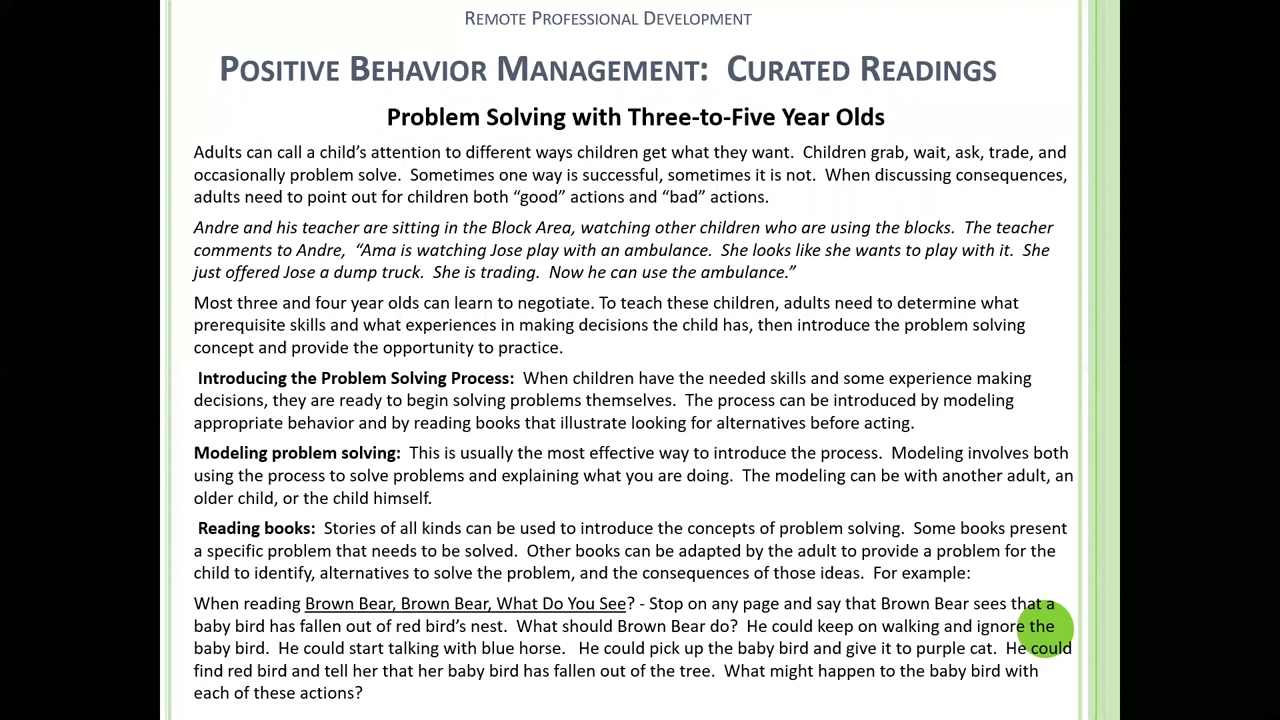 REMOTE PROFESSIONAL DEVELOPMENT
POSITIVE BEHAVIOR MANAGEMENT: CURATED READINGS
Problem Solving with Three-to-Five Year Olds
Adults can call a child’s attention to different ways children get what they want. Children grab, wait, ask, trade, and
occasionally problem solve. Sometimes one way is successful, sometimes it is not. When discussing consequences,
adults need to point out for children both “good” actions and “bad” actions.
Andre and his teacher are sitting in the Block Area, watching other children who are using the blocks. The teacher
comments to Andre, “Ama is watching Jose play with an ambulance. She looks like she wants to play with it. She
just offered Jose a dump truck. She is trading. Now he can use the ambulance.”
Most three and four year olds can learn to negotiate. To teach these children, adults need to determine what
prerequisite skills and what experiences in making decisions the child has, then introduce the problem solving
concept and provide the opportunity to practice.
Introducing the Problem Solving Process: When children have the needed skills and some experience making
decisions, they are ready to begin solving problems themselves. The process can be introduced by modeling
appropriate behavior and by reading books that illustrate looking for alternatives before acting.
Modeling problem solving: This is usually the most effective way to introduce the process. Modeling involves both
using the process to solve problems and explaining what you are doing. The modeling can be with another adult, an
older child, or the child himself.
Reading books: Stories of all kinds can be used to introduce the concepts of problem solving. Some books present
a specific problem that needs to be solved. Other books can be adapted by the adult to provide a problem for the
child to identify, alternatives to solve the problem, and the consequences of those ideas. For example:
When reading Brown Bear, Brown Bear, What Do You See? - Stop on any page and say that Brown Bear sees that a
baby bird has fallen out of red bird’s nest. What should Brown Bear do? He could keep on walking and ignore the
baby bird. He could start talking with blue horse. He could pick up the baby bird and give it to purple cat. He could
find red bird and tell her that her baby bird has fallen out of the tree. What might happen to the baby bird with
each of these actions?